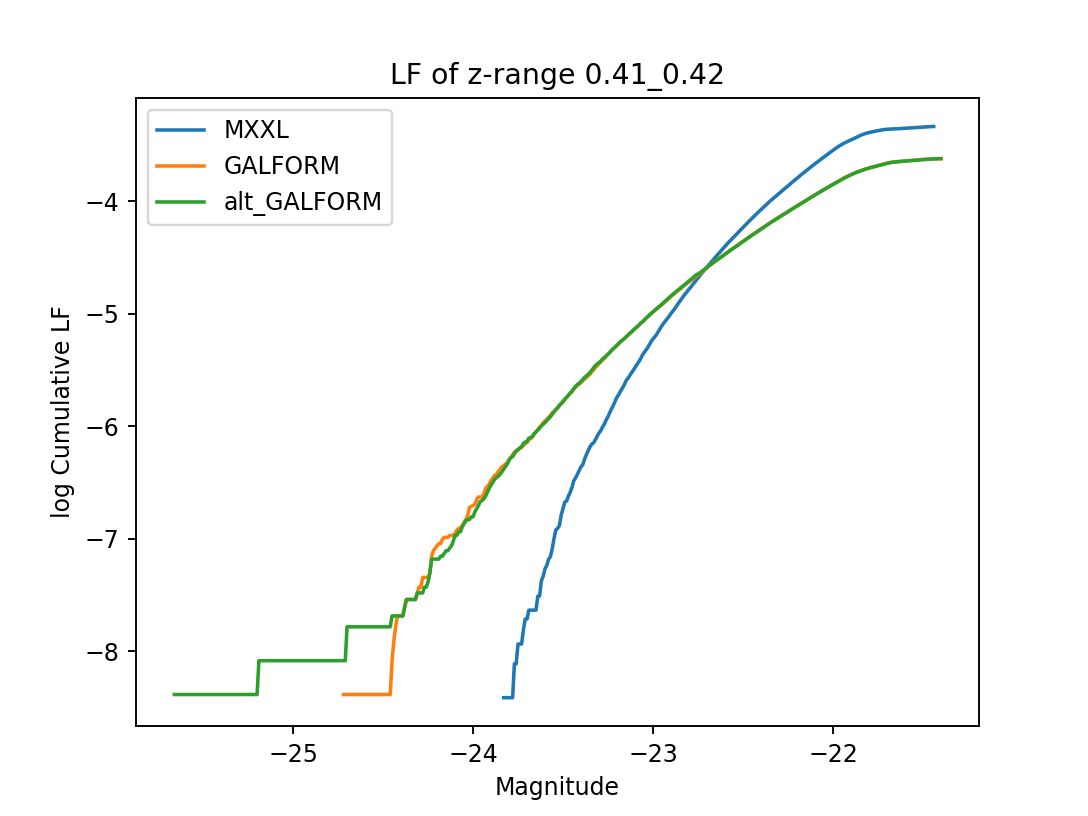 LF of z-range 0.41_0.42
MXXL
GALFORM
alt_GALFORM
log Cumulative LF
−4
−5
−6
−7
−8
−25
−24
−23
−22
Magnitude